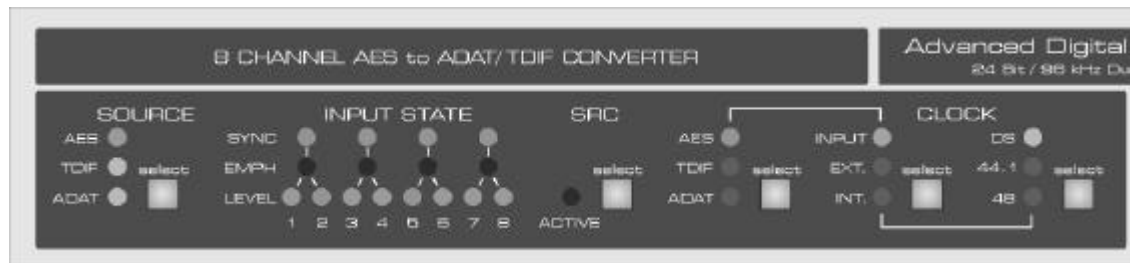 8 CHANNEL AES to ADAT/TDIF CONVERTER
Advanced Digital
24 Bit / 96 kHz Du
SOURCE INPUT STATE SRC CLOCK
AES SYNC AES INPUT DS
TDIF select EMPH select TDIF select EXT. select 44.1 select
ADAT LEVEL ADAT INT. 48
1 2 3 4 5 6 7 8 ACTIVE